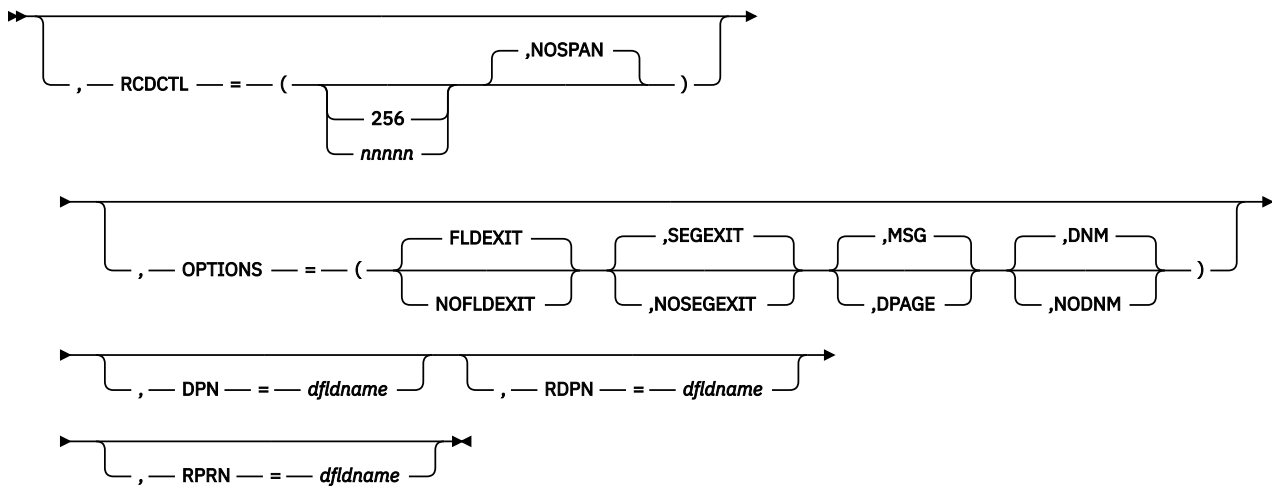 ,NOSPAN
, RCDCTL = ( )
256
nnnnn
FLDEXIT ,SEGEXIT ,MSG ,DNM
, OPTIONS = ( )
NOFLDEXIT ,NOSEGEXIT ,DPAGE ,NODNM
, DPN = dfldname , RDPN = dfldname
, RPRN = dfldname